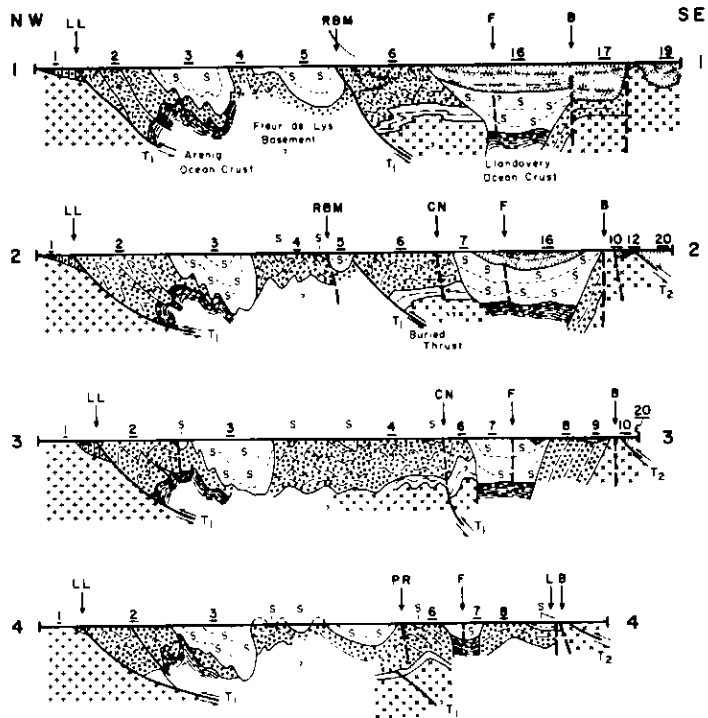 NW SE
LL RBM F B
1 2 3 4 5 6 16 17 19
1 1
S S S S S S S
Fleur de Lys
Basement
?
T1 Arenig
Ocean Crust
T1
Llandovery
Ocean Crust
LL RBM CN F B
1 2 3 S 4 S 5 6 7 16 10 12 20
2 2
S S S S S S S S S
? T1 T1 T2
Buried
Thrust
LL CN F B 20
1 2 S 3 S S 4 6 7 8 9 10
3 3
S S S S S S S
T1 ? T1 T2
LL PR F L B
1 2 3 S S S 6 7 8 S
4 4
S S S S
T1 ? ? T1 T2